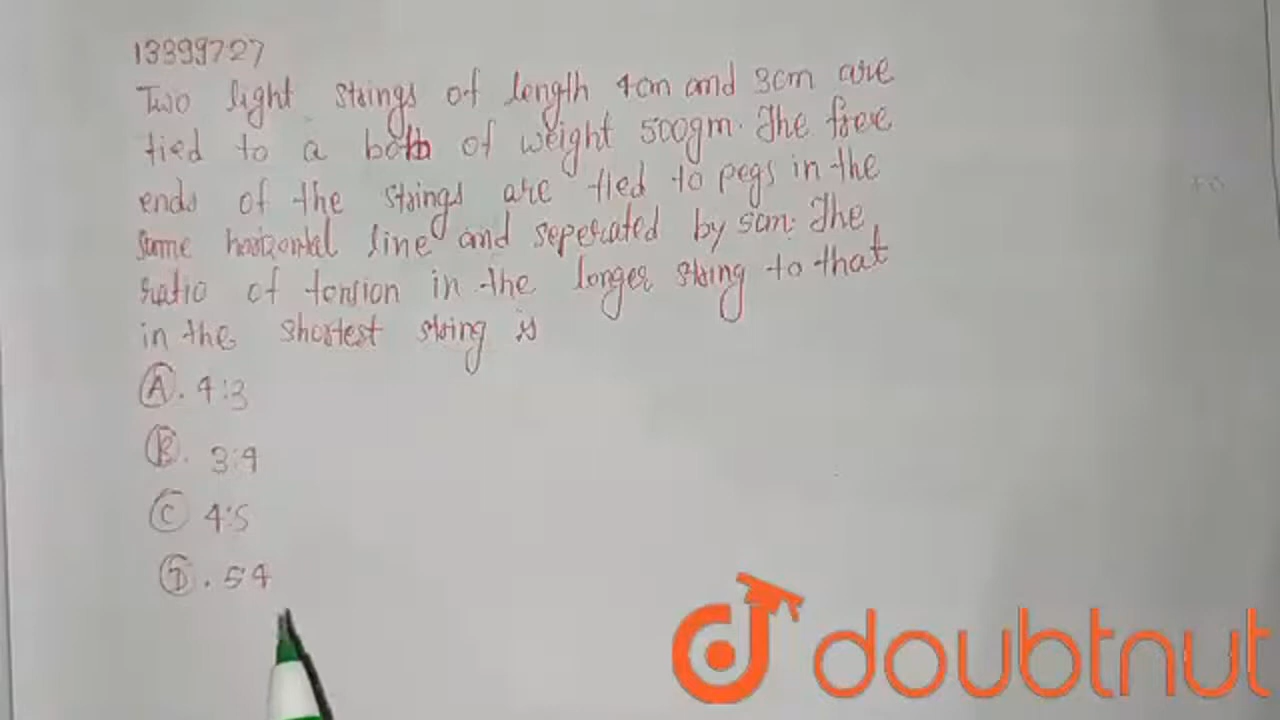 13399727
Two light strings of length 4cm and 3cm are
tied to a bob of weight 500gm. The free
ends of the strings are tied to pegs in the
same horizontal line and seperated by 5cm. The
ratio of tension in the longer string to that
in the shortest string is
A. 4:3
B. 3:4
C 4:5
D. 5:4
doubtnut